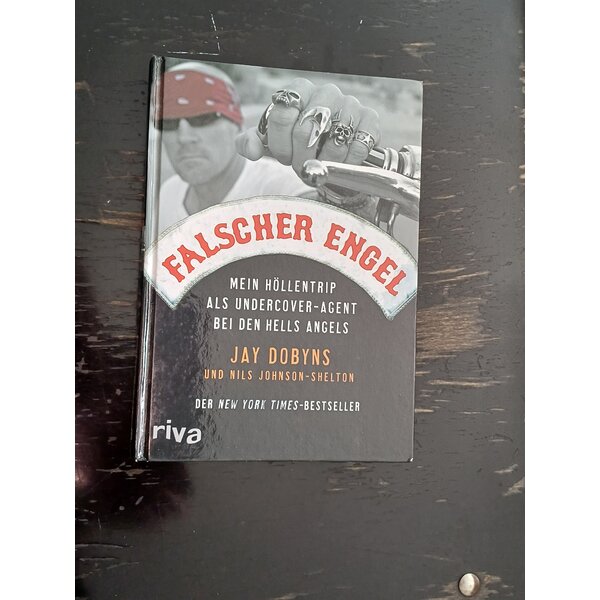 FALSCHER ENGEL
MEIN HÖLLENTRIP
ALS UNDERCOVER-AGENT
BEI DEN HELLS ANGELS
JAY DOBYNS
UND NILS JOHNSON-SHELTON
DER NEW YORK TIMES-BESTSELLER
riva